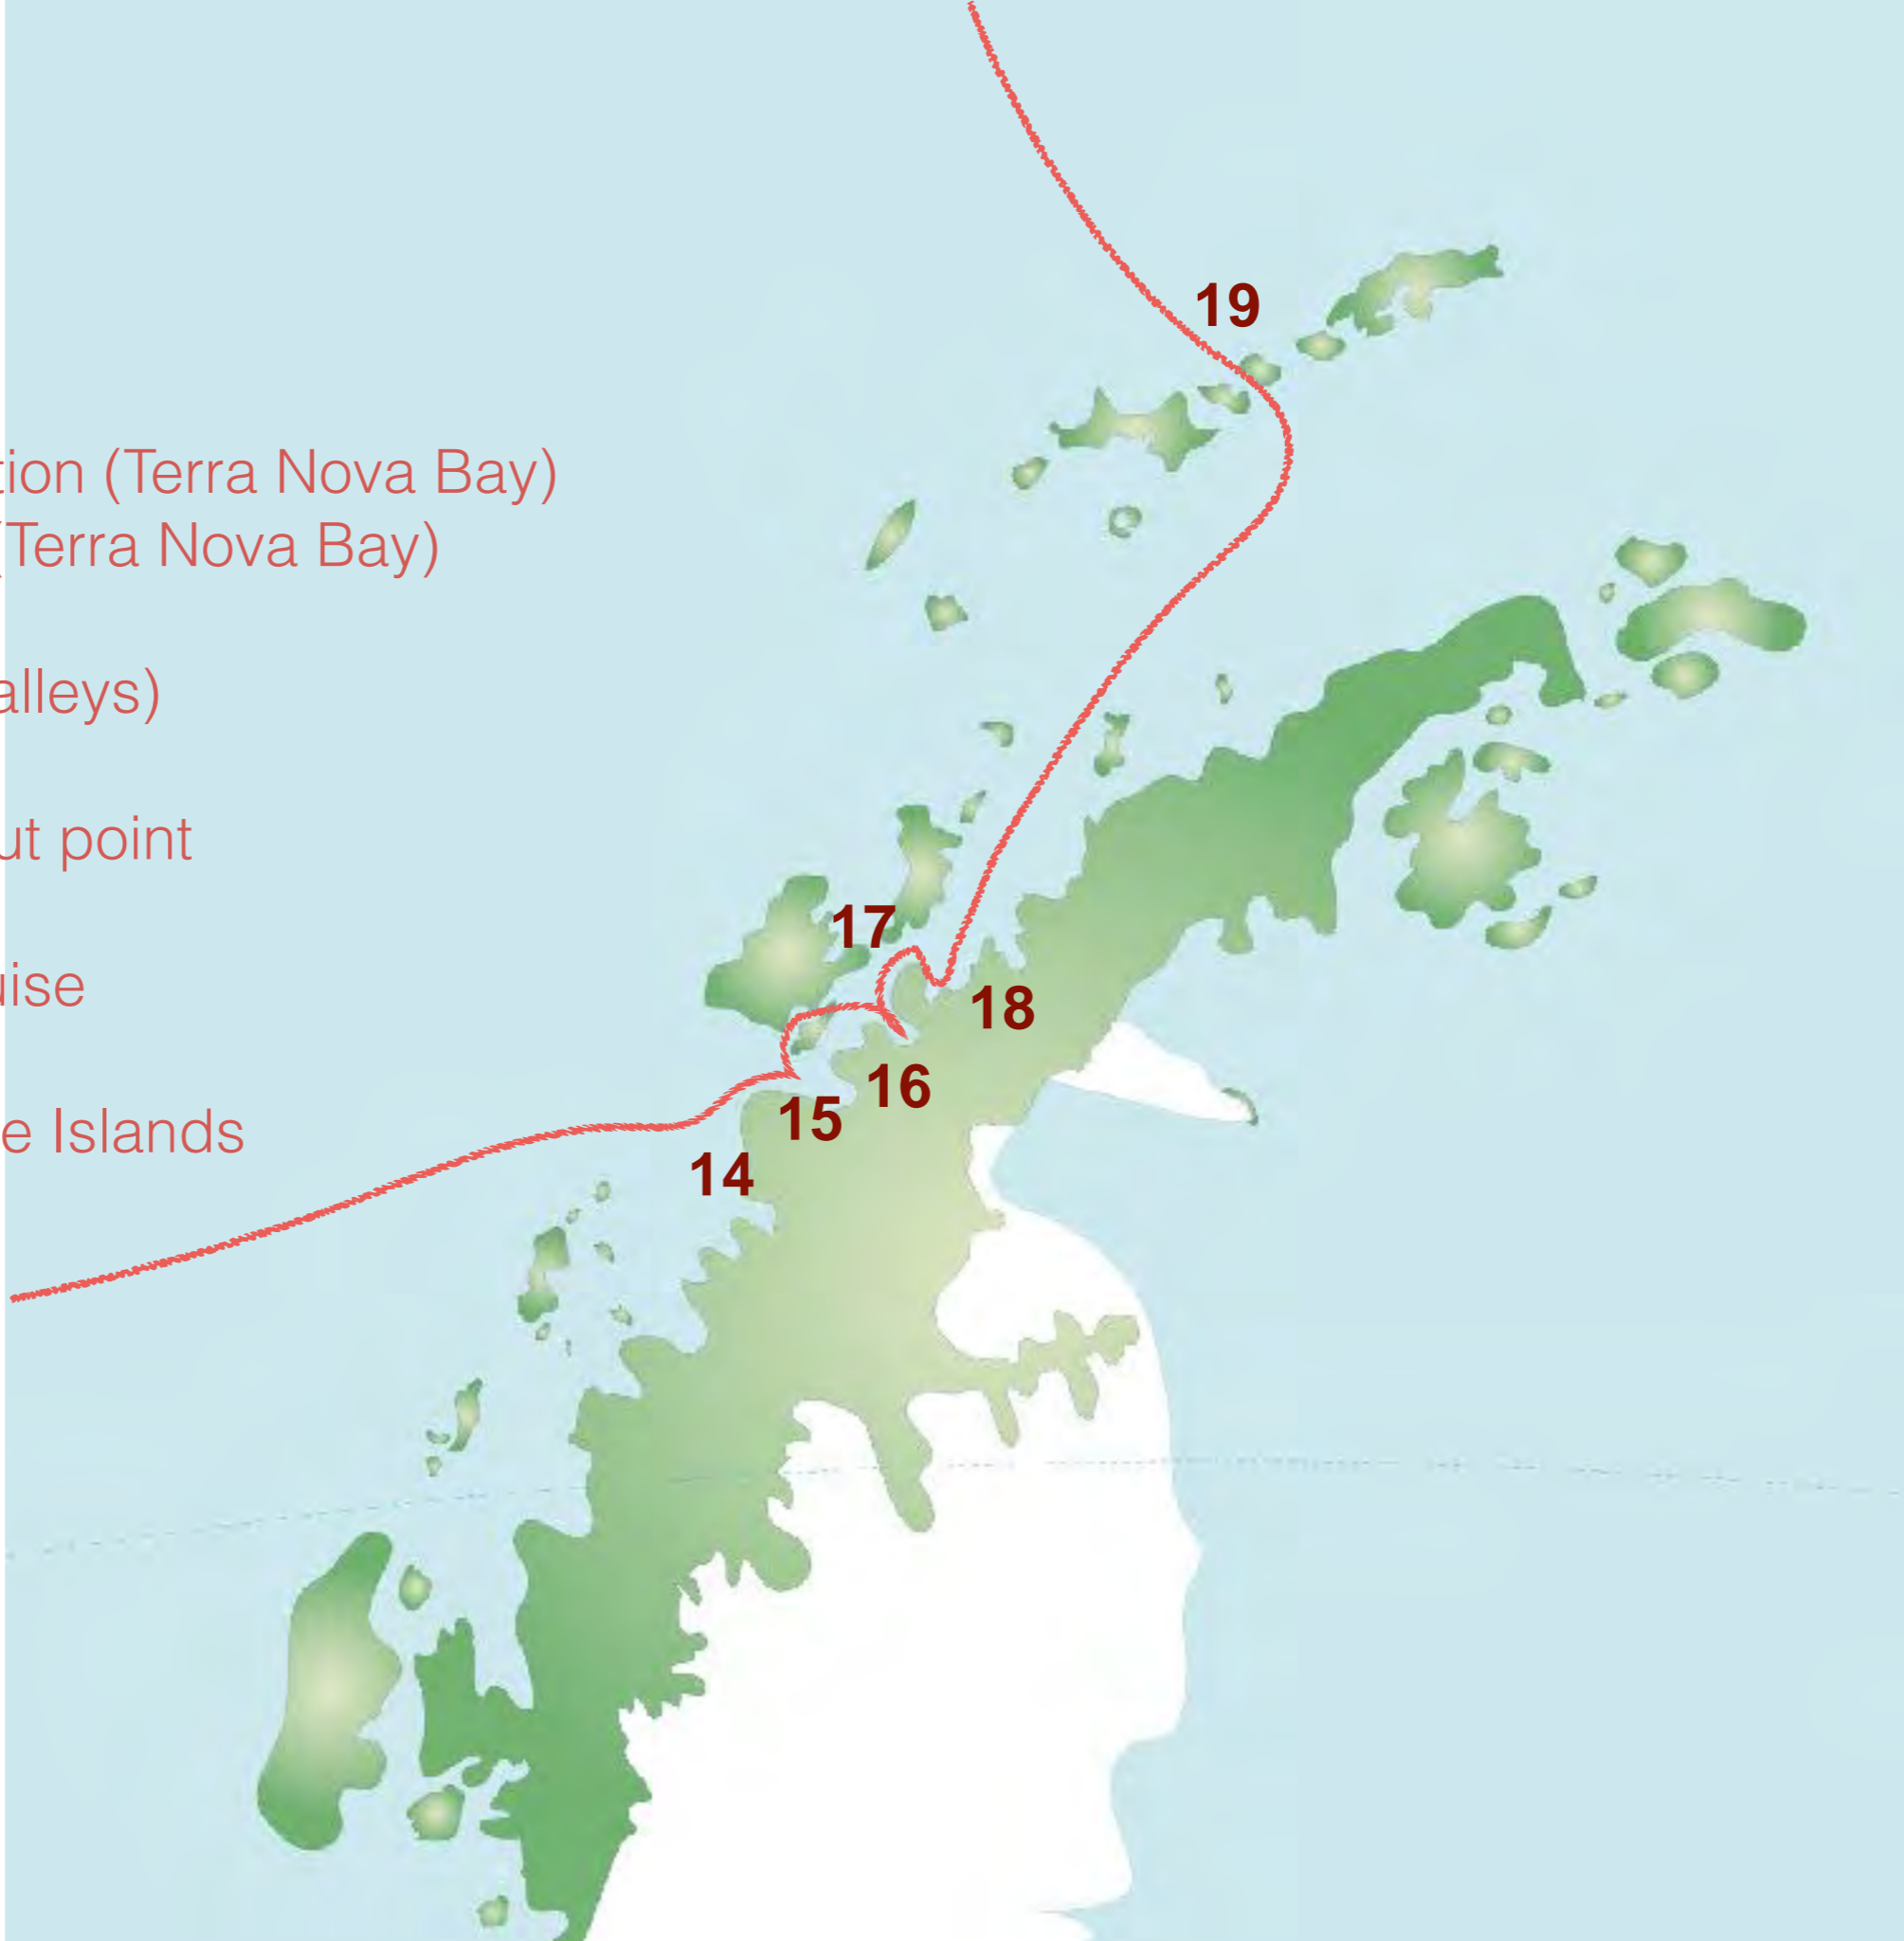 19
tion (Terra Nova Bay)
(Terra Nova Bay)
alleys)
ut point
17
uise
18
16
15
e Islands
14